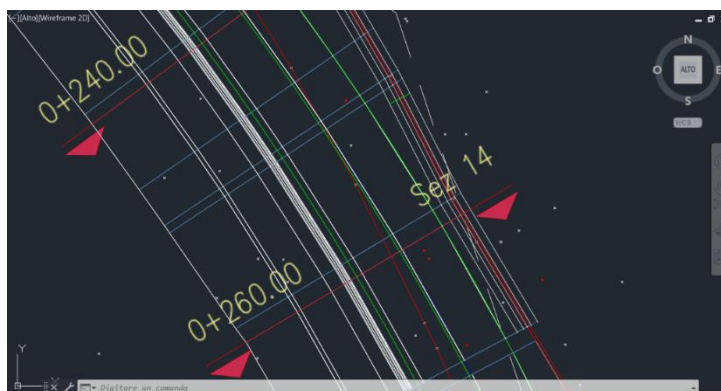 [−][Alto][Wireframe 2D]
N
O
ALTO
E
S
0+240.00
Sez 14
0+260.00
Y
X
Digitare un comando